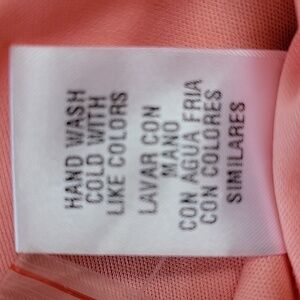 HAND WASH
COLD WITH
LIKE COLORS
LAVAR CON
MANO
CON AGUA FRIA
CON COLORES
SIMILARES